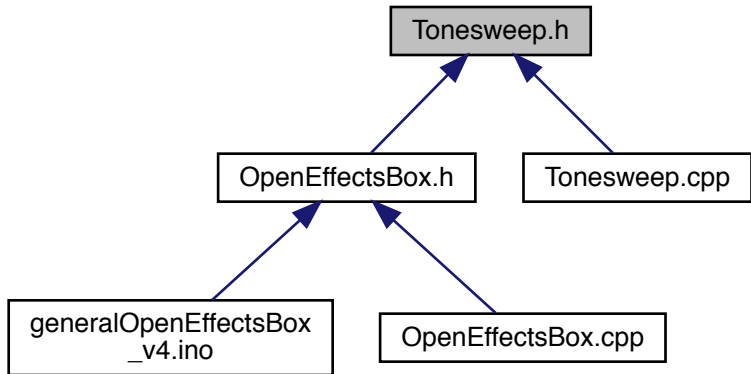 Tonesweep.h
OpenEffectsBox.h
Tonesweep.cpp
generalOpenEffectsBox
_v4.ino
OpenEffectsBox.cpp